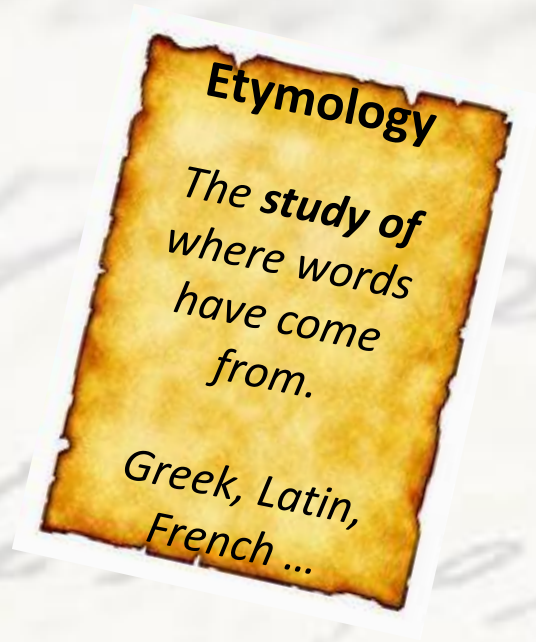 Etymology
The study of
where words
have come
from.
Greek, Latin,
French ...